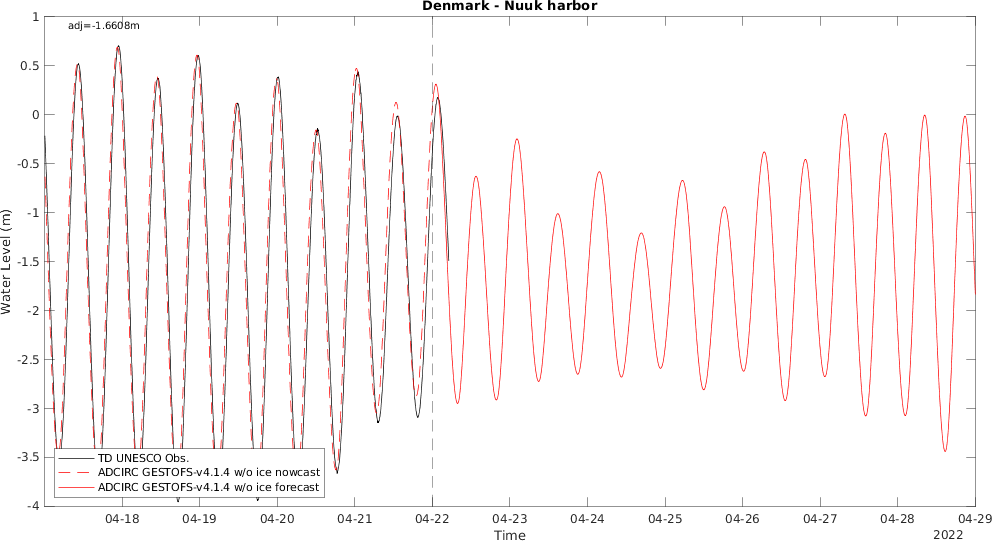 Denmark - Nuuk harbor
adj=-1.6608m
1
0.5
0
-0.5
-1
-1.5
-2
-2.5
-3
-3.5
-4
Water Level (m)
TD UNESCO Obs.
ADCIRC GESTOFS-v4.1.4 w/o ice nowcast
ADCIRC GESTOFS-v4.1.4 w/o ice forecast
04-18 04-19 04-20 04-21 04-22 04-23 04-24 04-25 04-26 04-27 04-28 04-29
Time
2022